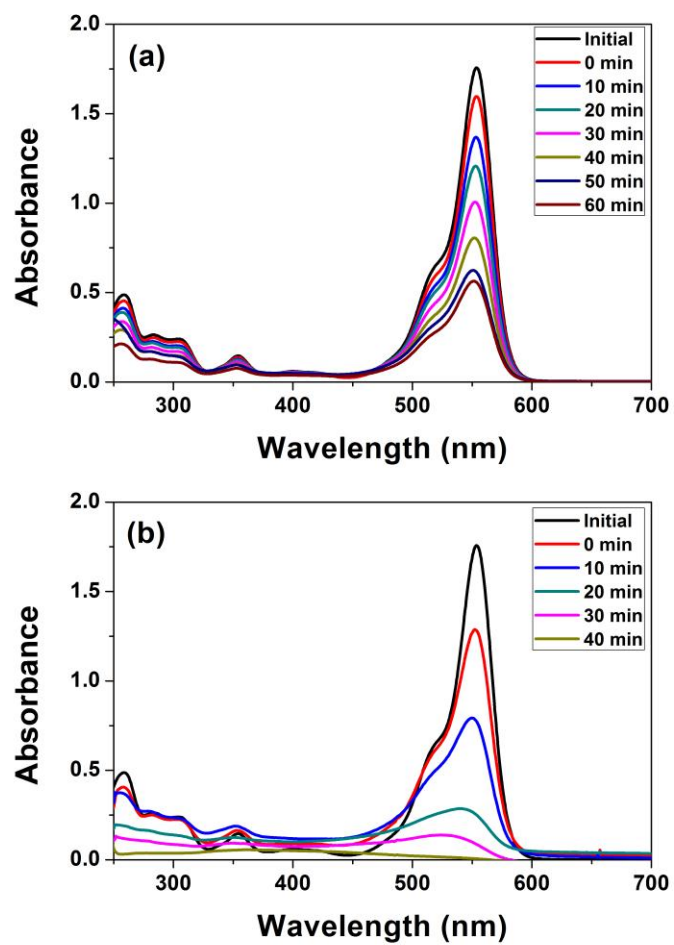 (a)
Initial
0 min
10 min
20 min
30 min
40 min
50 min
60 min
2.0
1.5
1.0
0.5
0.0
Absorbance
300 400 500 600 700
Wavelength (nm)
(b)
Initial
0 min
10 min
20 min
30 min
40 min
2.0
1.5
1.0
0.5
0.0
Absorbance
300 400 500 600 700
Wavelength (nm)